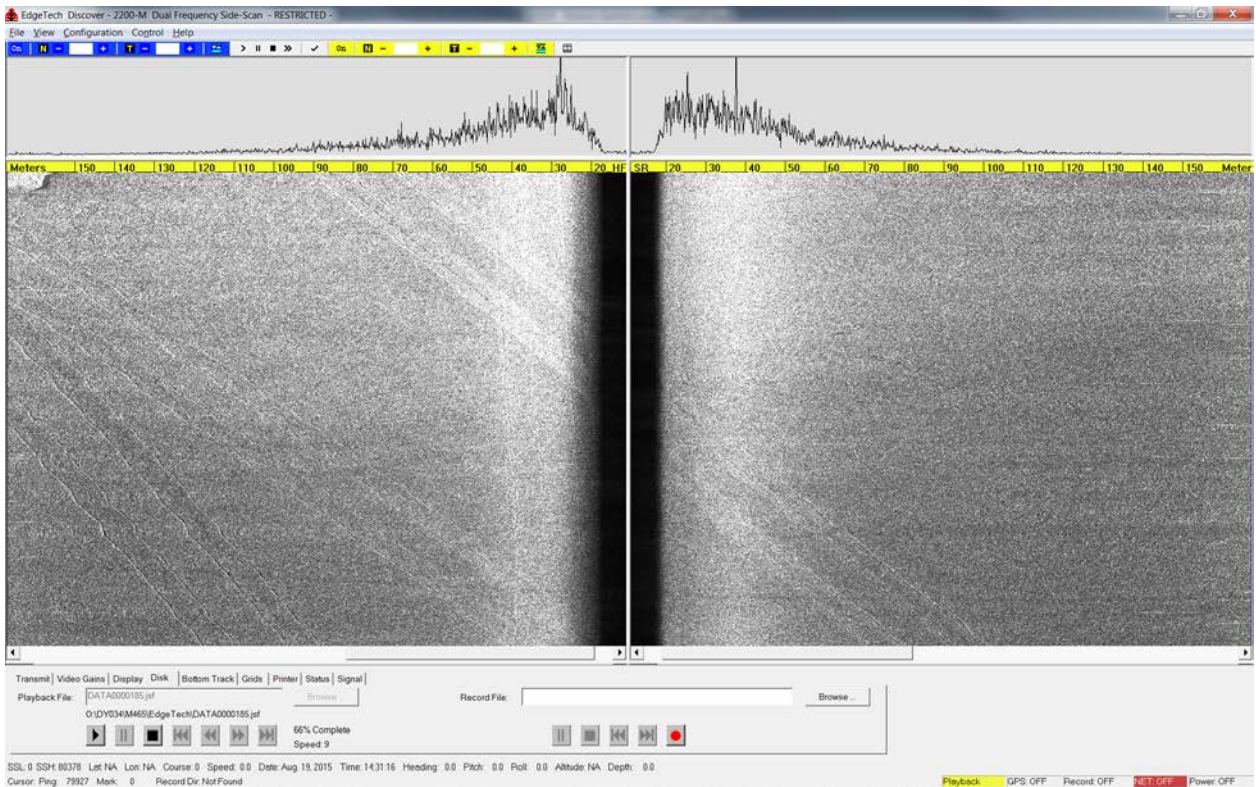 EdgeTech Discover - 2200-M Dual Frequency Side-Scan - RESTRICTED -
File View Configuration Control Help
On N - + T - + On N - + T - +
Meters 150 140 130 120 110 100 90 80 70 60 50 40 30 20 HF SR 20 30 40 50 60 70 80 90 100 110 120 130 140 150 Meter
Transmit Video Gains Display Disk Bottom Track Grids Printer Status Signal
Playback File: DATA0000185.jsf Browse .. Record File: Browse ..
O:\DY034\M465\EdgeTech\DATA0000185.jsf
66% Complete
Speed: 9
SSL: 0 SSH: 80378 Lat: NA Lon: NA Course: 0 Speed: 0.0 Date: Aug. 19, 2015 Time: 14:31:16 Heading: 0.0 Pitch: 0.0 Roll: 0.0 Altitude: NA Depth: 0.0
Cursor: Ping: 79927 Mark: 0 Record Dir: Not Found Playback GPS: OFF Record: OFF NET: OFF Power: OFF